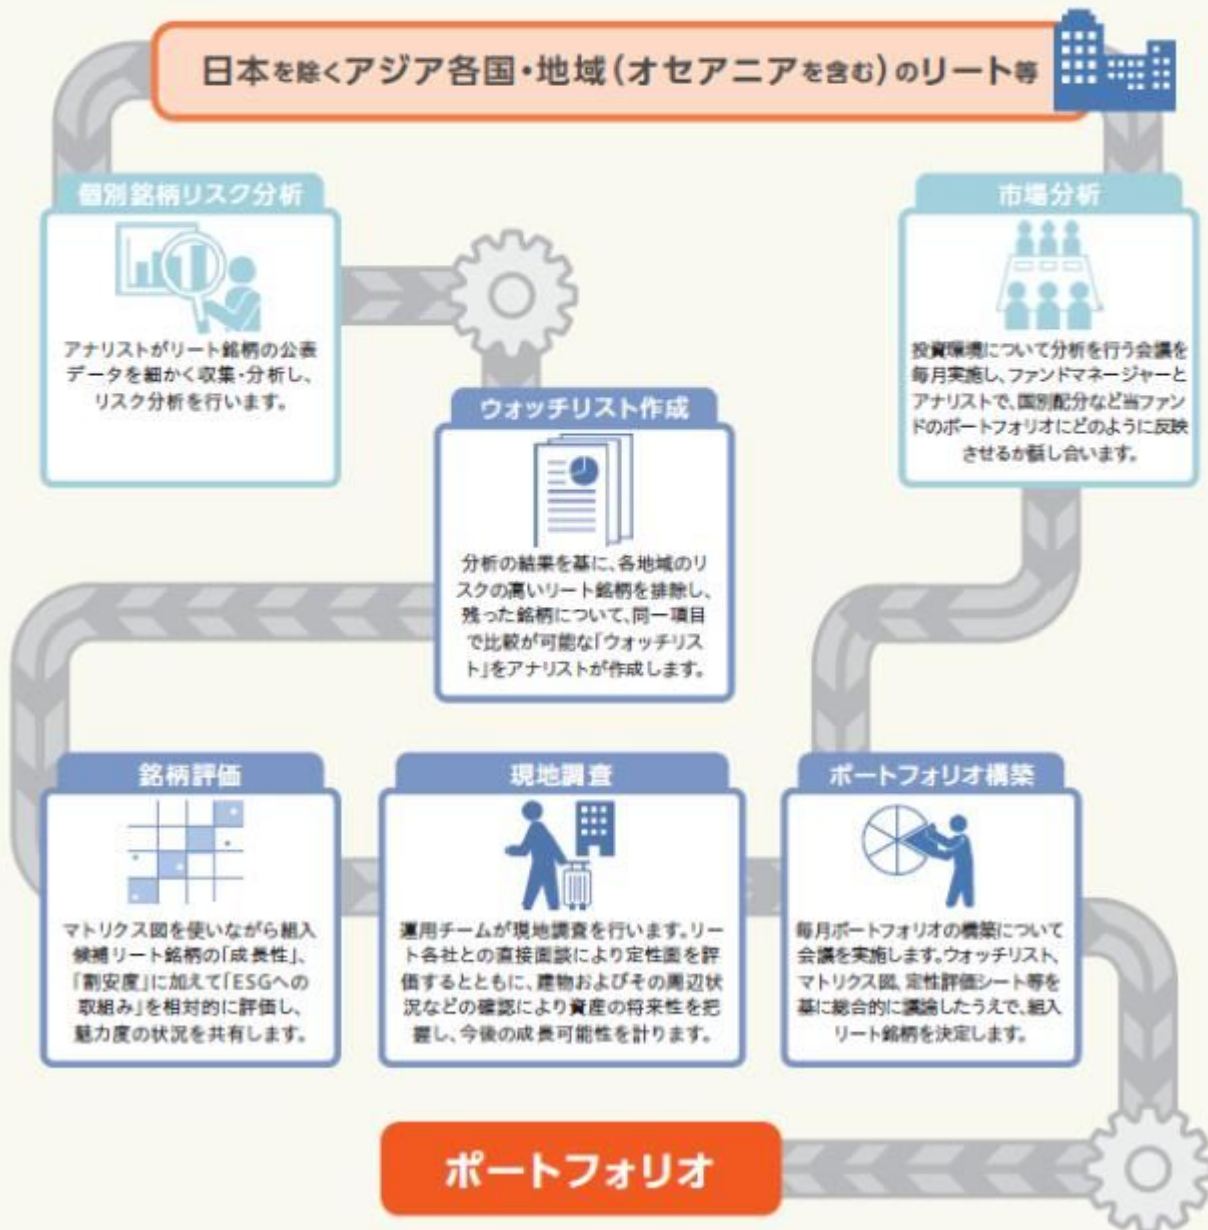 日本を除くアジア各国・地域(オセアニアを含む)のリート等
個別銘柄リスク分析
アナリストがリート銘柄の公表
データを細かく収集・分析し、
リスク分析を行います。
市場分析
投資環境について分析を行う会議を
毎月実施し、ファンドマネージャーと
アナリストで、国別配分など当ファン
ドのポートフォリオにどのように反映
させるか話し合います。
ウォッチリスト作成
分析の結果を基に、各地域のリ
スクの高いリート銘柄を排除し、
残った銘柄について、同一項目
で比較が可能な「ウォッチリス
ト」をアナリストが作成します。
銘柄評価
マトリクス図を使いながら組入
候補リート銘柄の「成長性」、
「割安度」に加えて「ESGへの
取組み」を相対的に評価し、
魅力度の状況を共有します。
現地調査
運用チームが現地調査を行います。リー
ト各社との直接面談により定性面を評
価するとともに、建物およびその周辺状
況などの確認により資産の将来性を把
握し、今後の成長可能性を計ります。
ポートフォリオ構築
毎月ポートフォリオの構築について
会議を実施します。ウォッチリスト、
マトリクス図、定性評価シート等を
基に総合的に議論したうえで、組入
リート銘柄を決定します。
ポートフォリオ